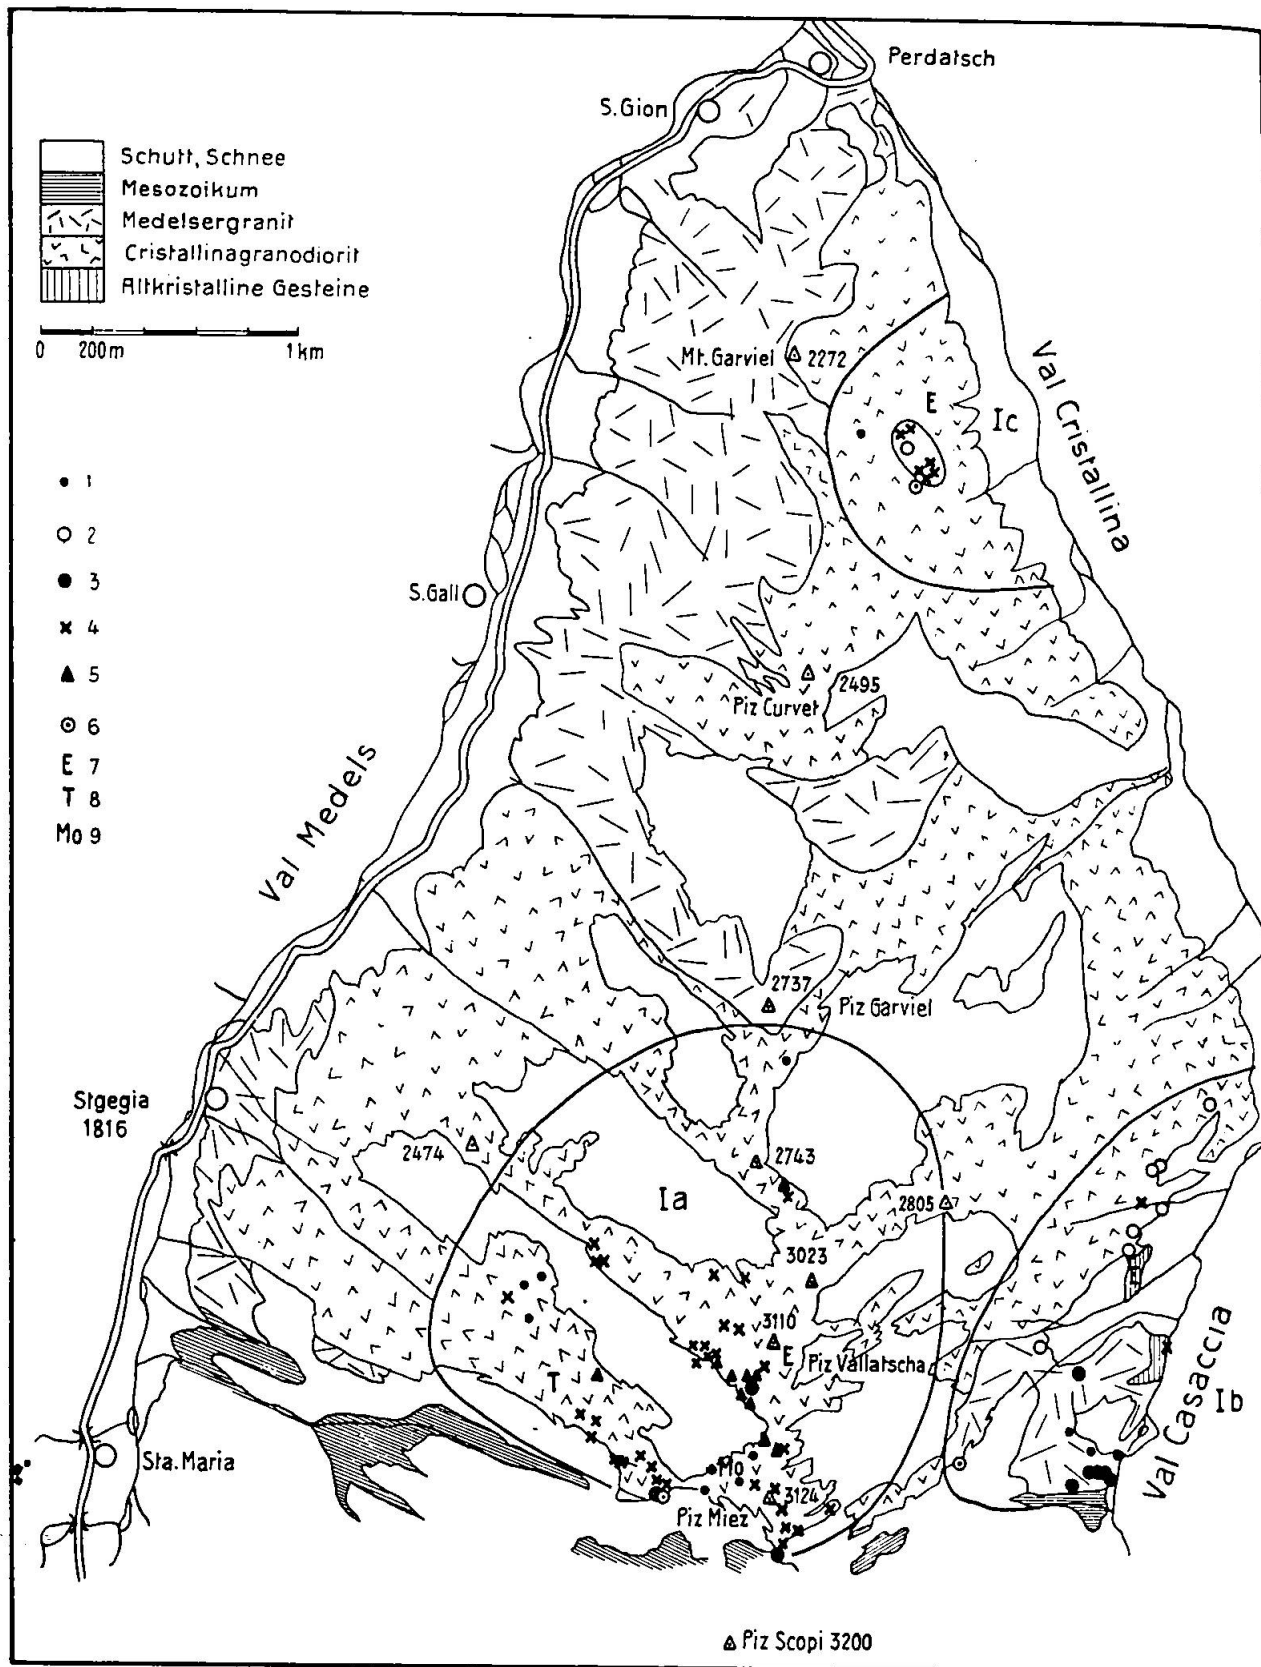 Perdatsch
S.Gion
Schutt, Schnee
Mesozoikum
Medelsergranit
Cristallinagranodiorit
Altkristalline Gesteine
0 200m 1km
Mt. Garviel 2272
E
Ic
Val Cristallina
1
2
3
4
5
6
E 7
T 8
Mo 9
S.Gall
2495
Piz Curvet
Val Medels
2737
Piz Garviel
Stgegia
1816
2474
2743
Ia
2805
3023
3110
E
Piz Vallatscha
T
Ib
Val Casaccia
Sta. Maria
Mo
3124
Piz Miez
Piz Scopi 3200